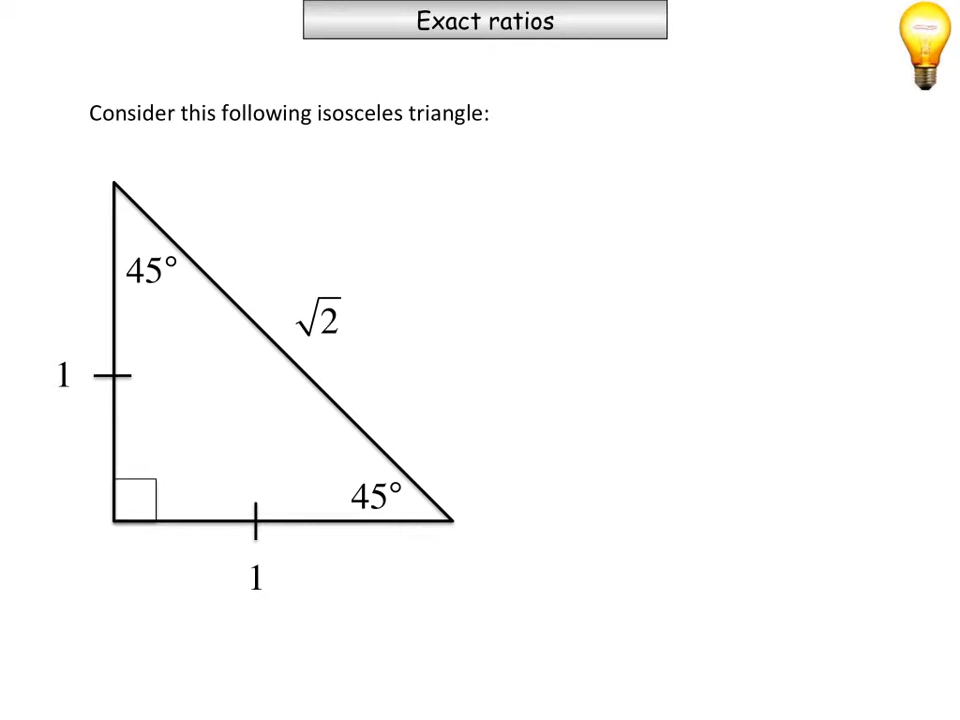 Exact ratios
Consider this following isosceles triangle:
45°
√2
1
45°
1